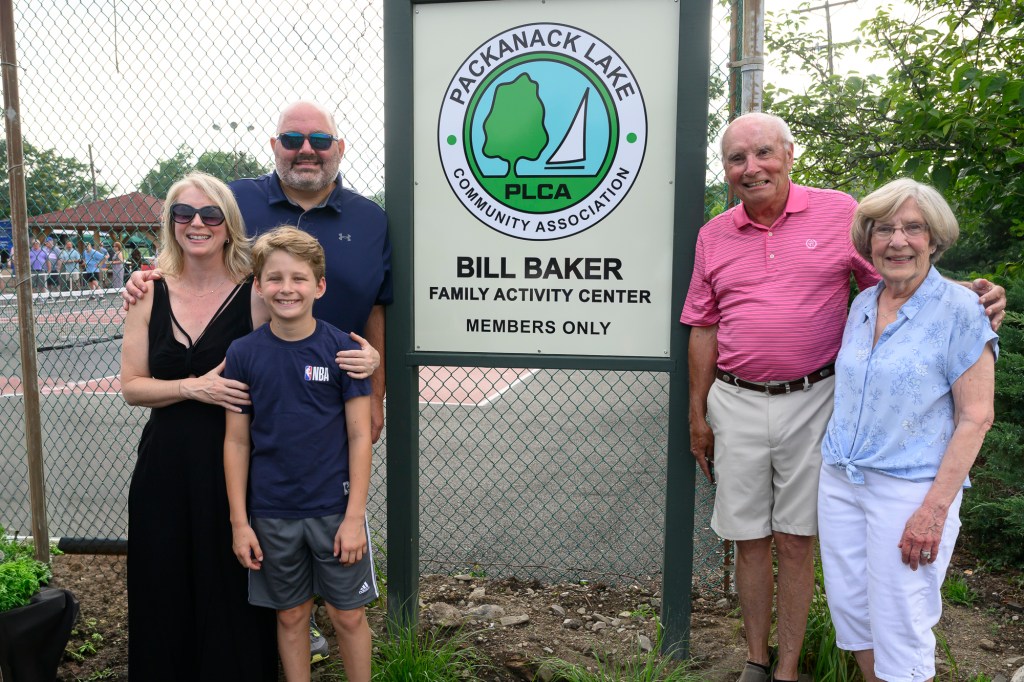 PACKANACK LAKE
PLCA
COMMUNITY ASSOCIATION
BILL BAKER
FAMILY ACTIVITY CENTER
MEMBERS ONLY
NBA